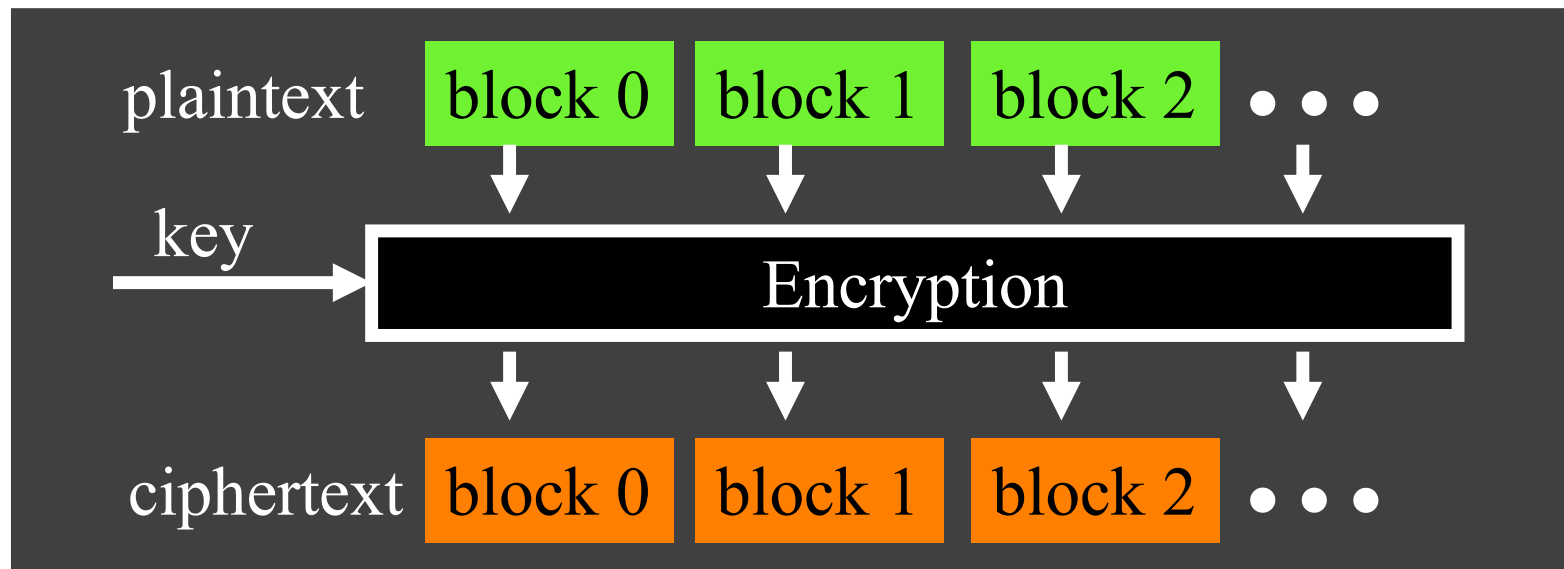 plaintext block 0 block 1 block 2 •••
key
Encryption
ciphertext block 0 block 1 block 2 •••